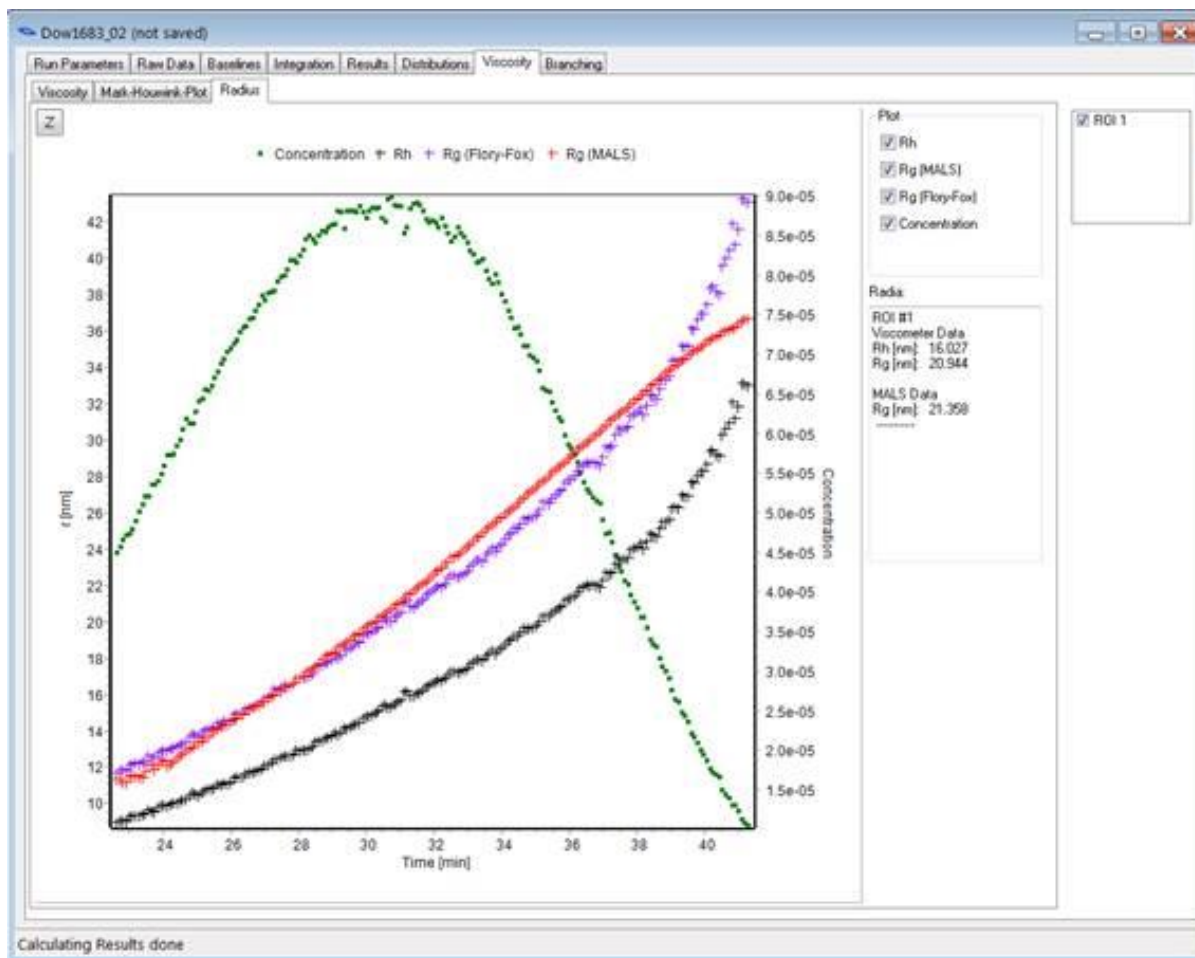 Dow1683_02 (not saved)
Run Parameters Raw Data Baselines Integration Results Distributions Viscosity Branching
Viscosity Mark-Houwink-Plot Radius
Z
Concentration Rh Rg (Flory-Fox) Rg (MALS)
42
40
38
36
34
32
30
28
26
24
22
20
18
16
14
12
10
r [nm]
9.0e-05
8.5e-05
8.0e-05
7.5e-05
7.0e-05
6.5e-05
6.0e-05
5.5e-05
5.0e-05
4.5e-05
4.0e-05
3.5e-05
3.0e-05
2.5e-05
2.0e-05
1.5e-05
Concentration
24 26 28 30 32 34 36 38 40
Time [min]
Plot
Rh
Rg (MALS)
Rg (Flory-Fox)
Concentration
Radia:
ROI #1
Viscometer Data
Rh [nm]: 16.027
Rg [nm]: 20.944
MALS Data
Rg [nm]: 21.358
--------
ROI 1
Calculating Results done